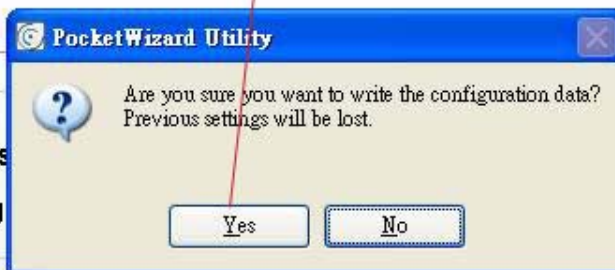 PocketWizard Utility
Are you sure you want to write the configuration data?
Previous settings will be lost.
Yes
No